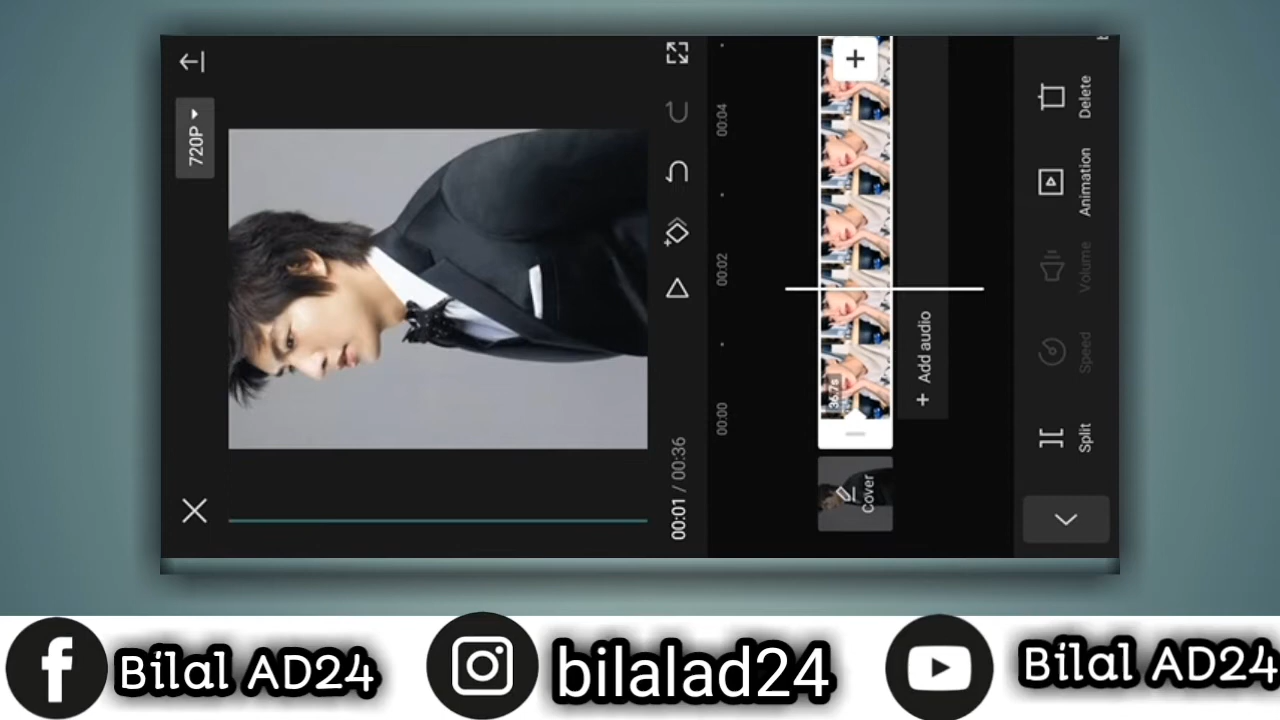 720P
00:01 / 00:36
00:00
00:02
00:04
36.7s
Cover
+ Add audio
Split
Speed
Volume
Animation
Delete
Bilal AD24
bilalad24
Bilal AD24